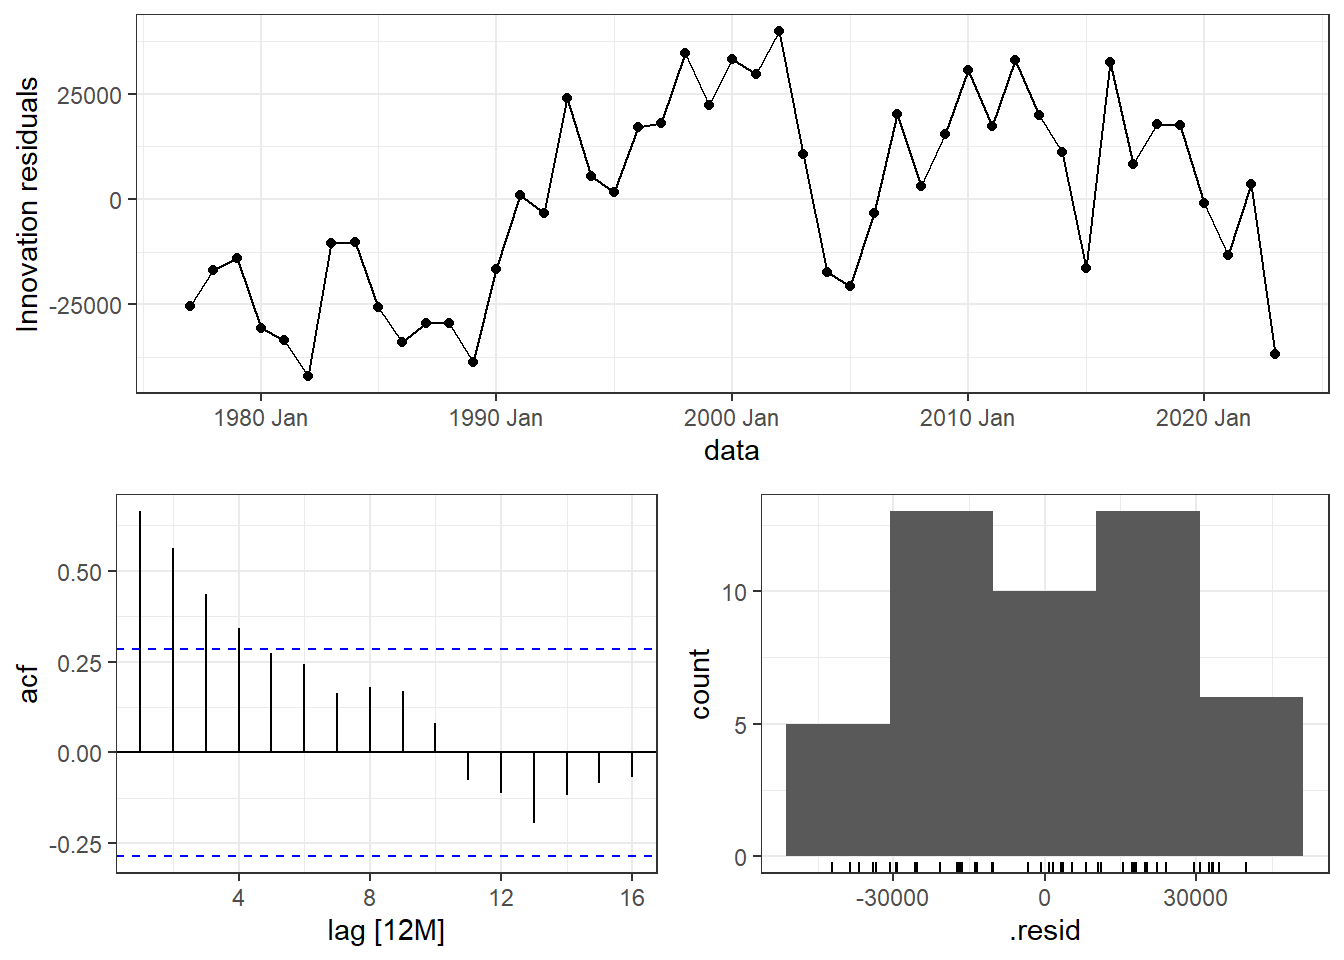 Innovation residuals
25000
0
-25000
1980 Jan
1990 Jan
2000 Jan
2010 Jan
2020 Jan
data
acf
0.50
0.25
0.00
-0.25
4
8
12
16
lag [12M]
count
10
5
0
-30000
0
30000
.resid